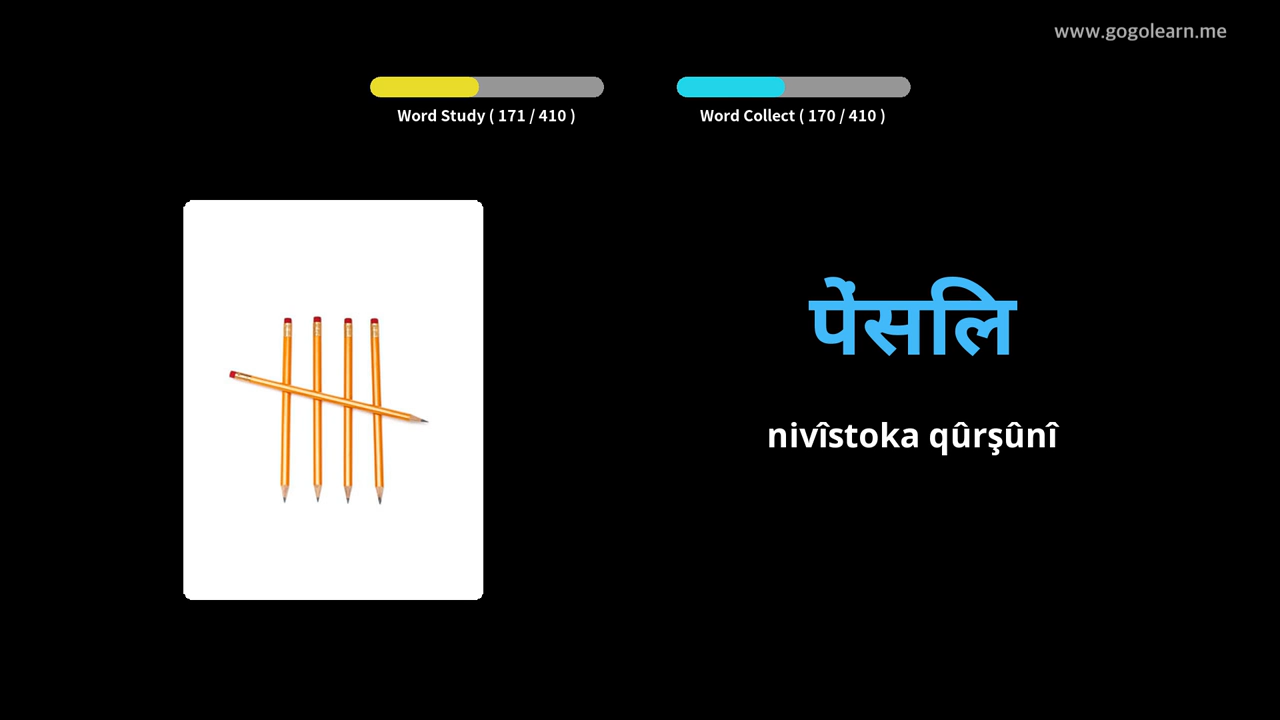 www.gogolearn.me
Word Study ( 171 / 410 )
Word Collect ( 170 / 410 )
पेंसलि
nivîstoka qûrşûnî